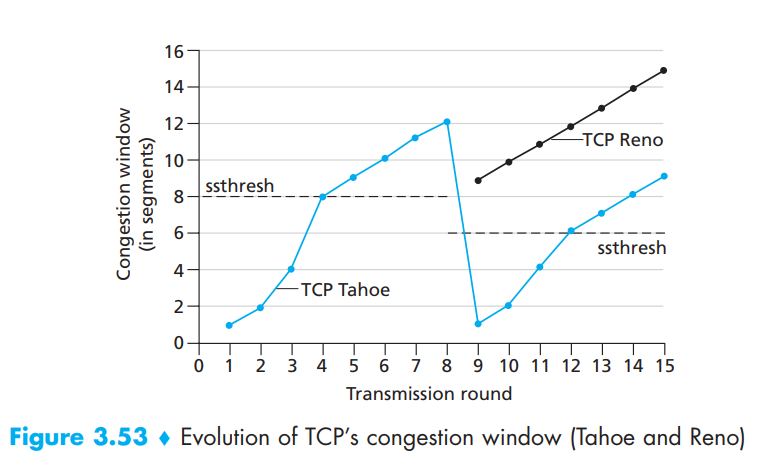 Congestion window
(in segments)
16
14
12
10
8
6
4
2
0
ssthresh
TCP Reno
ssthresh
TCP Tahoe
0 1 2 3 4 5 6 7 8 9 10 11 12 13 14 15
Transmission round
Figure 3.53 ♦ Evolution of TCP's congestion window (Tahoe and Reno)